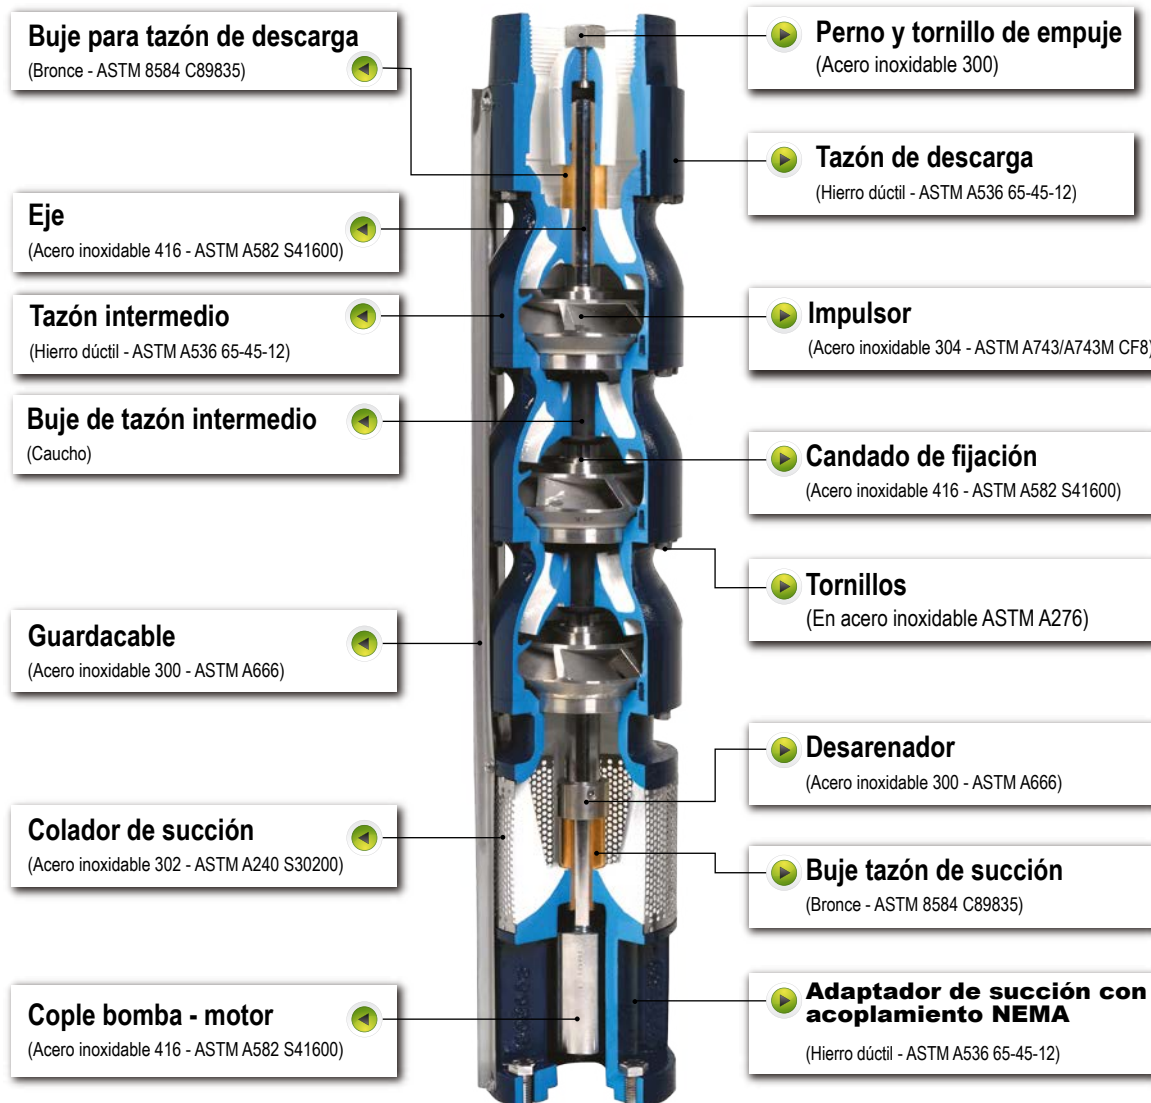 Buje para tazón de descarga
(Bronce - ASTM 8584 C89835)
Eje
(Acero inoxidable 416 - ASTM A582 S41600)
Tazón intermedio
(Hierro dúctil - ASTM A536 65-45-12)
Buje de tazón intermedio
(Caucho)
Guardacable
(Acero inoxidable 300 - ASTM A666)
Colador de succión
(Acero inoxidable 302 - ASTM A240 S30200)
Cople bomba - motor
(Acero inoxidable 416 - ASTM A582 S41600)
Perno y tornillo de empuje
(Acero inoxidable 300)
Tazón de descarga
(Hierro dúctil - ASTM A536 65-45-12)
Impulsor
(Acero inoxidable 304 - ASTM A743/A743M CF8)
Candado de fijación
(Acero inoxidable 416 - ASTM A582 S41600)
Tornillos
(En acero inoxidable ASTM A276)
Desarenador
(Acero inoxidable 300 - ASTM A666)
Buje tazón de succión
(Bronce - ASTM 8584 C89835)
Adaptador de succión con
acoplamiento NEMA
(Hierro dúctil - ASTM A536 65-45-12)